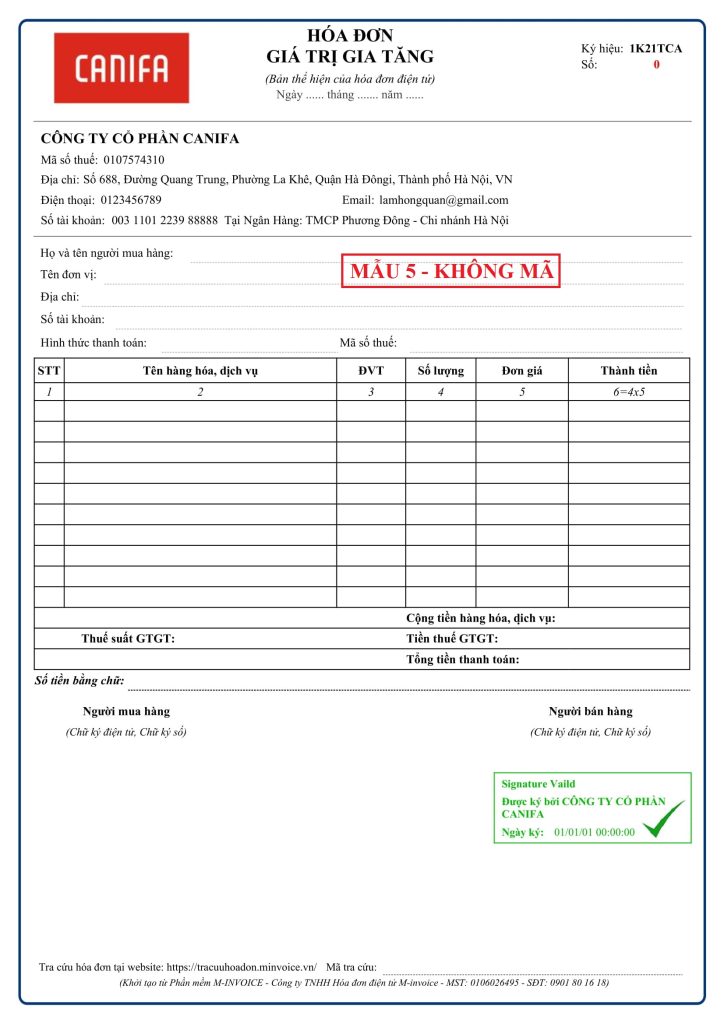 CANIFA
HÓA ĐƠN
GIÁ TRỊ GIA TĂNG
(Bản thể hiện của hóa đơn điện tử)
Ngày ...... tháng ....... năm ......
Ký hiệu: 1K21TCA
Số: 0
CÔNG TY CỔ PHẦN CANIFA
Mã số thuế: 0107574310
Địa chỉ: Số 688, Đường Quang Trung, Phường La Khê, Quận Hà Đôngi, Thành phố Hà Nội, VN
Điện thoại: 0123456789 Email: lamhongquan@gmail.com
Số tài khoản: 003 1101 2239 88888 Tại Ngân Hàng: TMCP Phương Đông - Chi nhánh Hà Nội
Họ và tên người mua hàng:
Tên đơn vị:
MẪU 5 - KHÔNG MÃ
Địa chỉ:
Số tài khoản:
Hình thức thanh toán: Mã số thuế:
STT Tên hàng hóa, dịch vụ ĐVT Số lượng Đơn giá Thành tiền
1 2 3 4 5 6=4x5
Cộng tiền hàng hóa, dịch vụ:
Thuế suất GTGT: Tiền thuế GTGT:
Tổng tiền thanh toán:
Số tiền bằng chữ:
Người mua hàng Người bán hàng
(Chữ ký điện tử, Chữ ký số) (Chữ ký điện tử, Chữ ký số)
Signature Vaild
Được ký bởi CÔNG TY CỔ PHẦN
CANIFA
Ngày ký: 01/01/01 00:00:00
Tra cứu hóa đơn tại website: https://tracuuhoadon.minvoice.vn/ Mã tra cứu:
(Khởi tạo từ Phần mềm M-INVOICE - Công ty TNHH Hóa đơn điện tử M-invoice - MST: 0106026495 - SĐT: 0901 80 16 18)